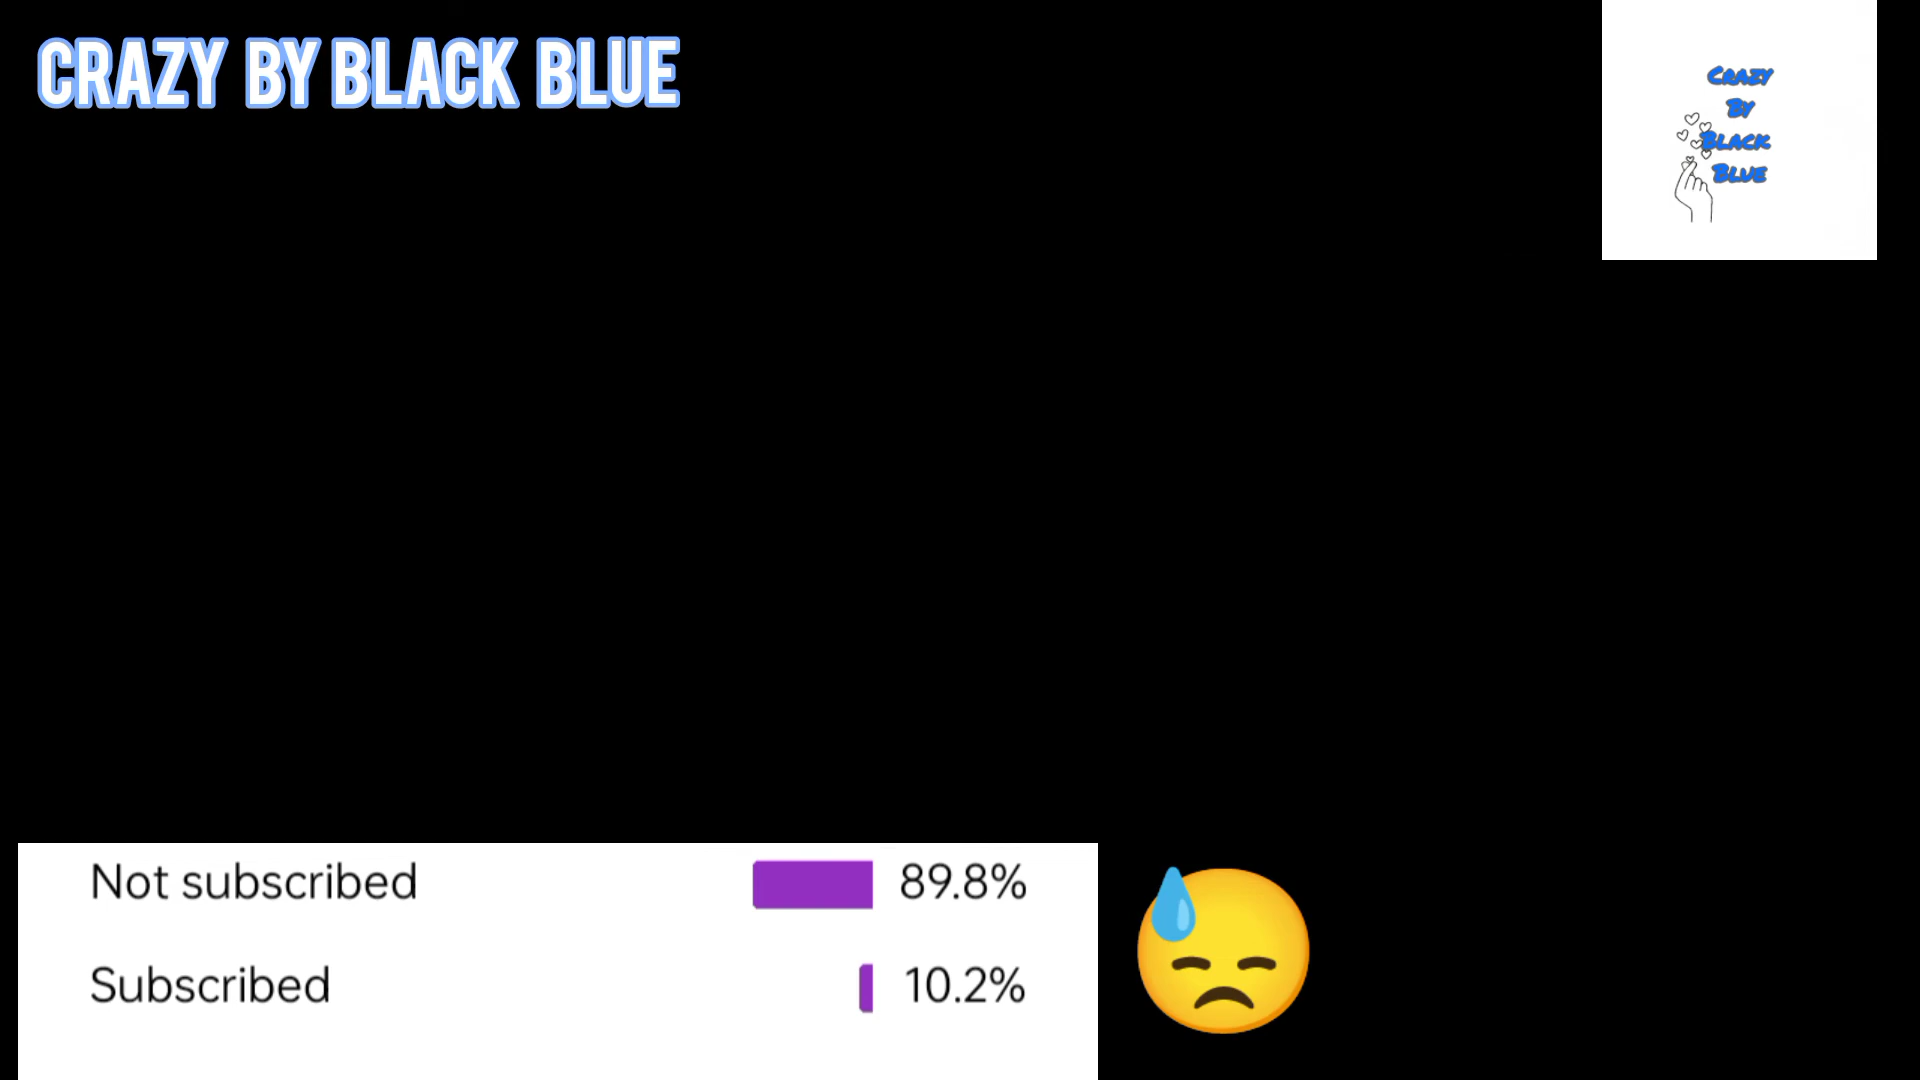 CRAZY BY BLACK BLUE
CRAZY
BY
BLACK
BLUE
Not subscribed 89.8%
Subscribed 10.2%